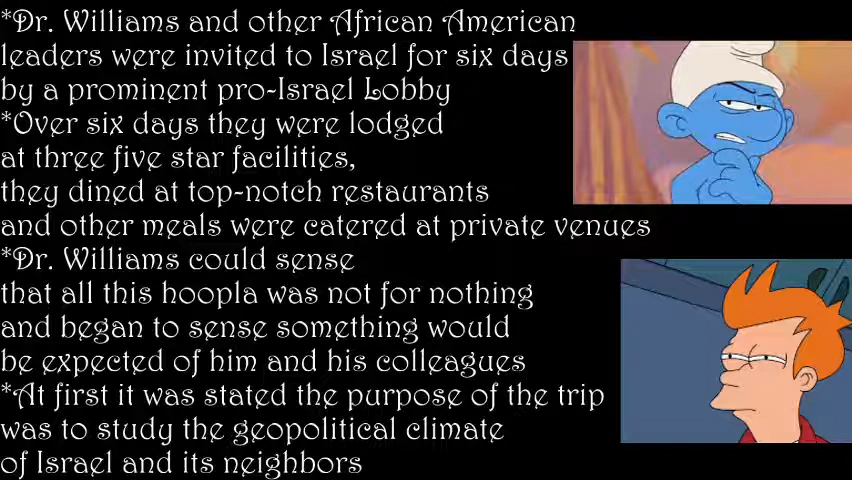 *Dr. Williams and other African American
leaders were invited to Israel for six days
by a prominent pro-Israel Lobby
*Over six days they were lodged
at three five star facilities,
they dined at top-notch restaurants
and other meals were catered at private venues
*Dr. Williams could sense
that all this hoopla was not for nothing
and began to sense something would
be expected of him and his colleagues
*At first it was stated the purpose of the trip
was to study the geopolitical climate
of Israel and its neighbors